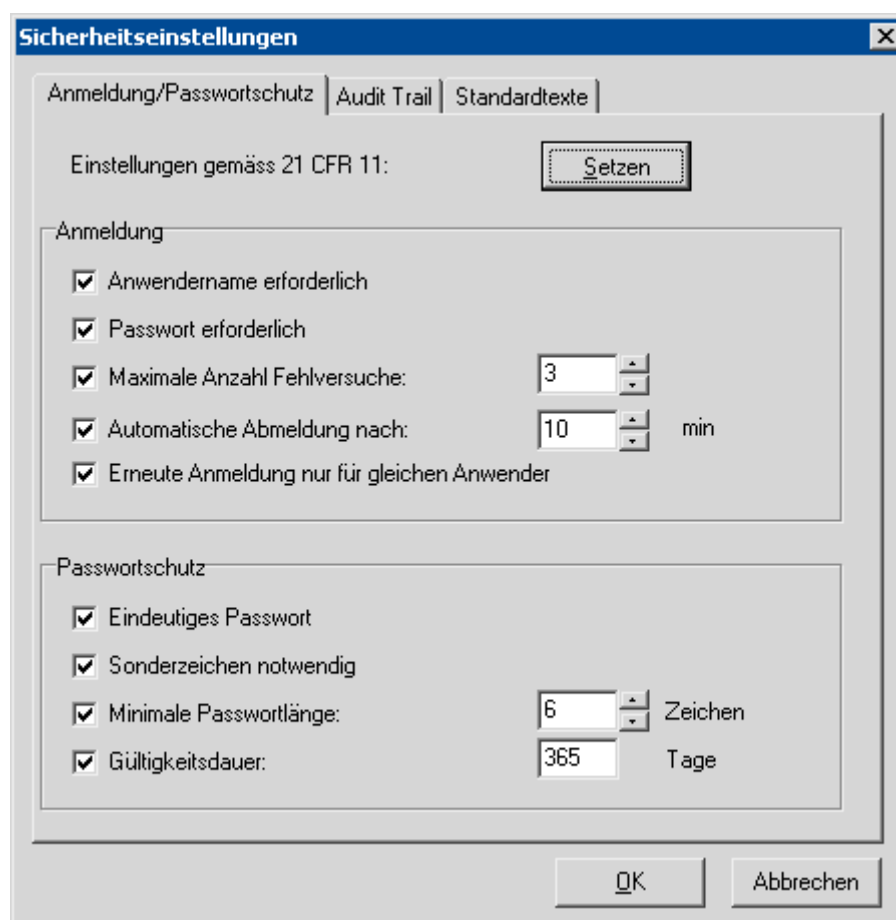 Sicherheitseinstellungen
Anmeldung/Passwortschutz Audit Trail Standardtexte
Einstellungen gemäss 21 CFR 11: Setzen
Anmeldung
Anwendername erforderlich
Passwort erforderlich
Maximale Anzahl Fehlversuche: 3
Automatische Abmeldung nach: 10 min
Erneute Anmeldung nur für gleichen Anwender
Passwortschutz
Eindeutiges Passwort
Sonderzeichen notwendig
Minimale Passwortlänge: 6 Zeichen
Gültigkeitsdauer: 365 Tage
OK Abbrechen